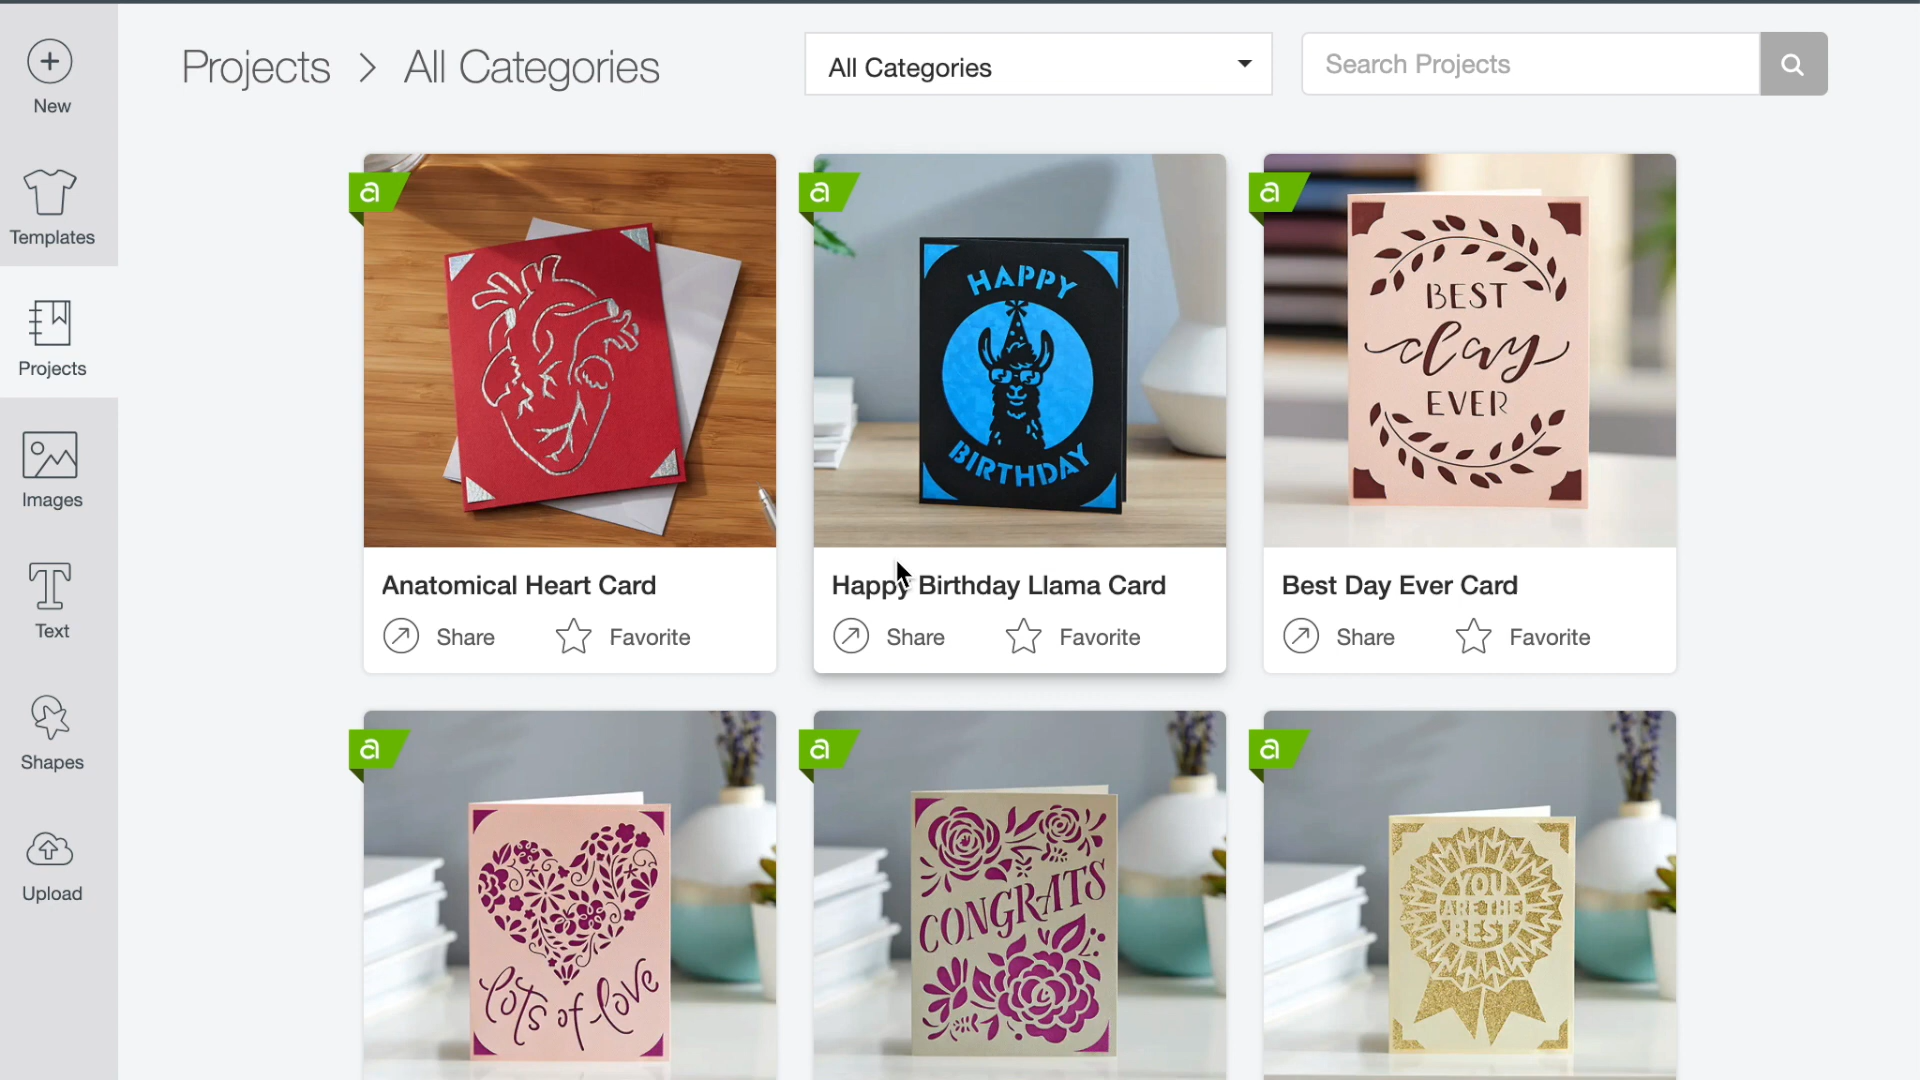 New
Templates
Projects
Images
Text
Shapes
Upload
Projects > All Categories
All Categories
Search Projects
a
a
a
HAPPY
BIRTHDAY
BEST
day
EVER
Anatomical Heart Card
Share
Favorite
Happy Birthday Llama Card
Share
Favorite
Best Day Ever Card
Share
Favorite
a
a
a
lots of love
CONGRATS
YOU
ARE THE
BEST